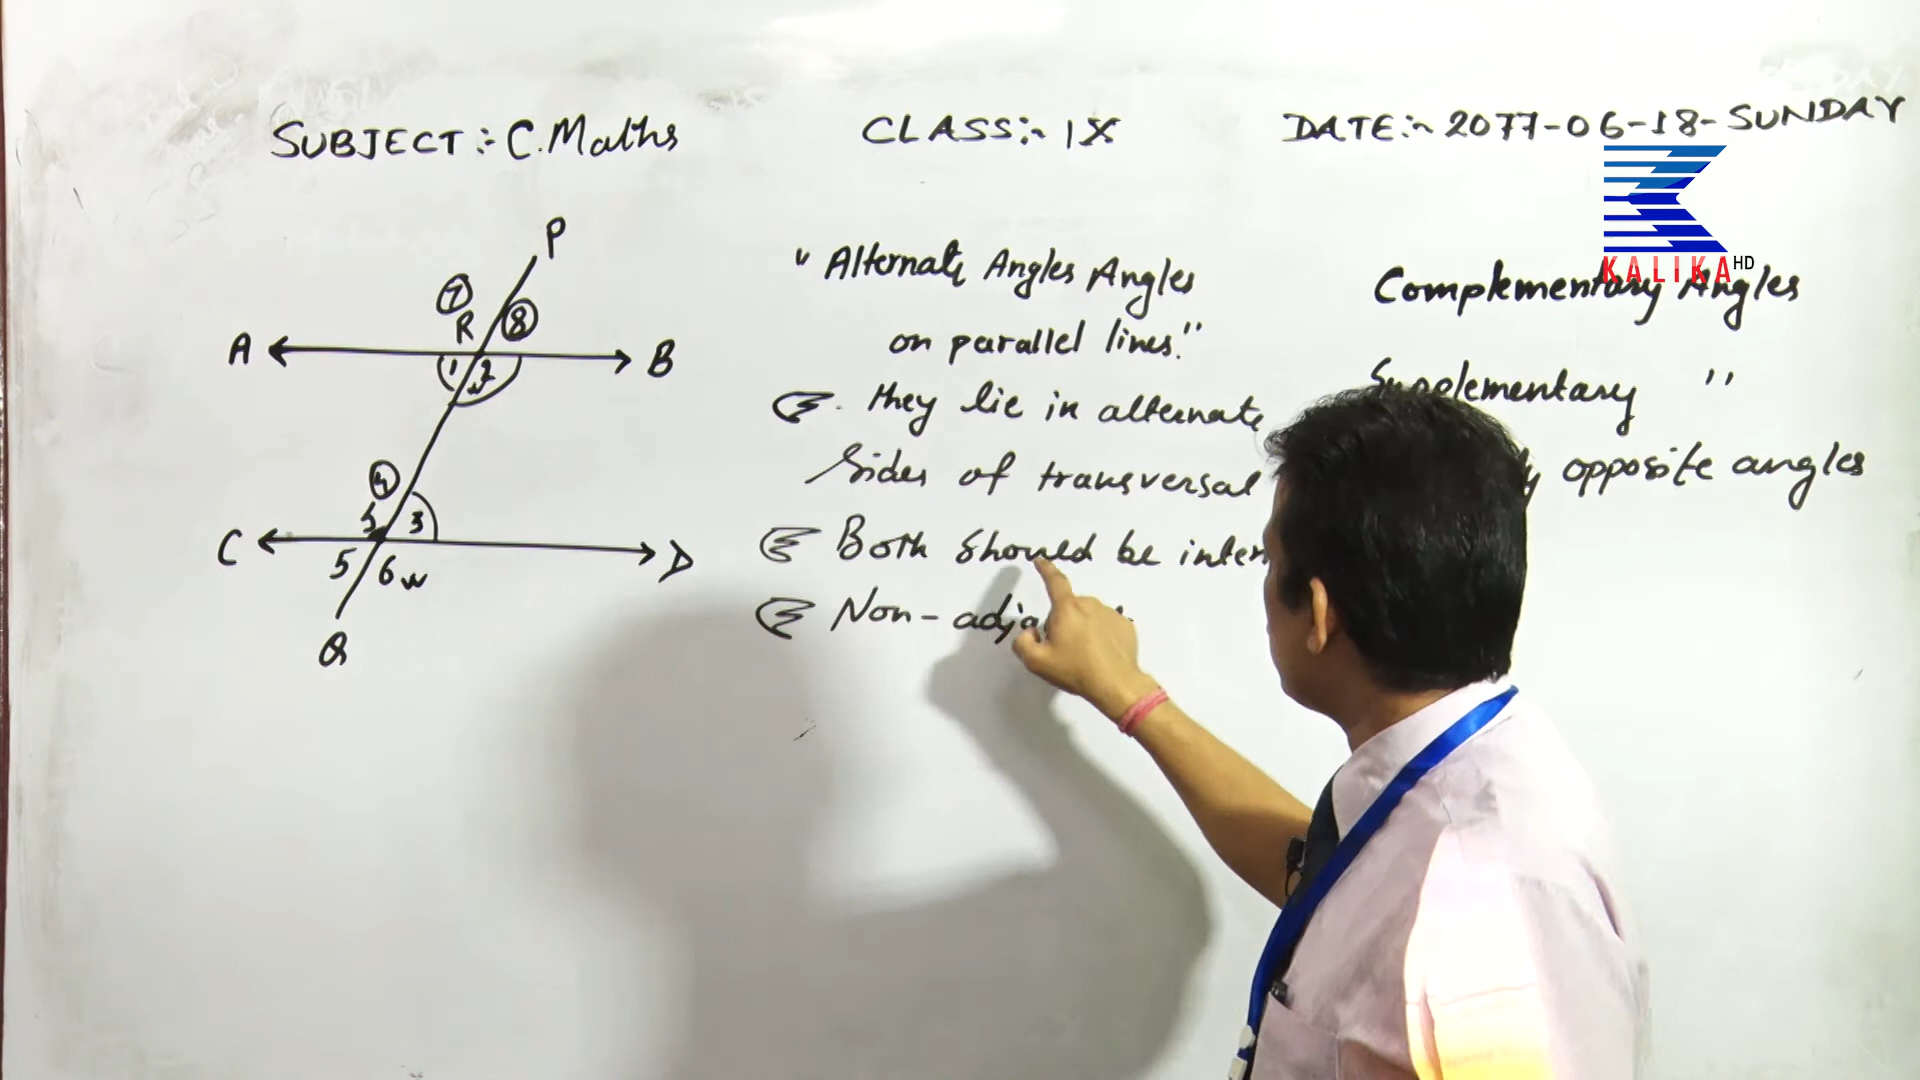 SUBJECT:- C.Maths
CLASS:- IX
DATE:- 2077-06-18-SUNDAY
KALIKA HD
P
7
R
8
A
B
1
2
4
S
3
C
D
5
6
Q
"Alternate Angles Angles
on parallel lines."
they lie in alternate
Sides of transversal
Both should be inter
Non-adja
Complementary Angles
Supplementary "
opposite angles